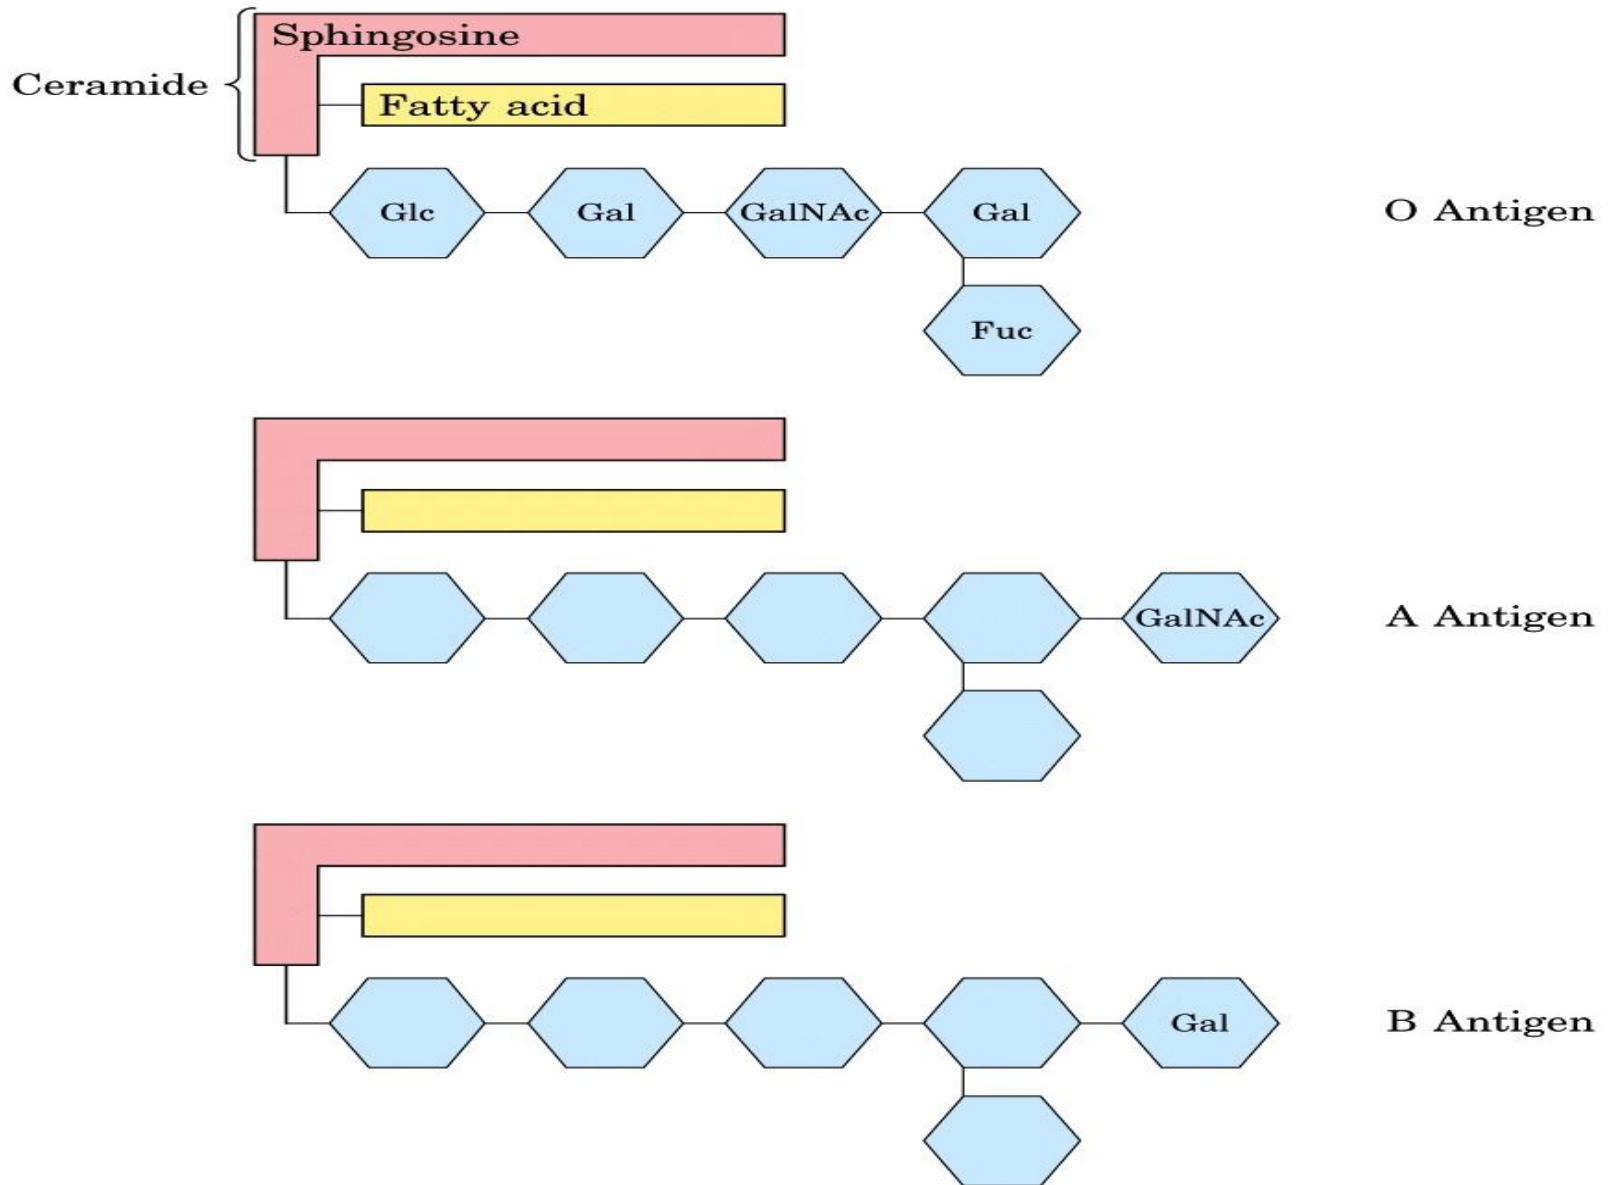 Sphingosine
Ceramide
Fatty acid
Glc Gal GalNAc Gal O Antigen
Fuc
GalNAc A Antigen
Gal B Antigen